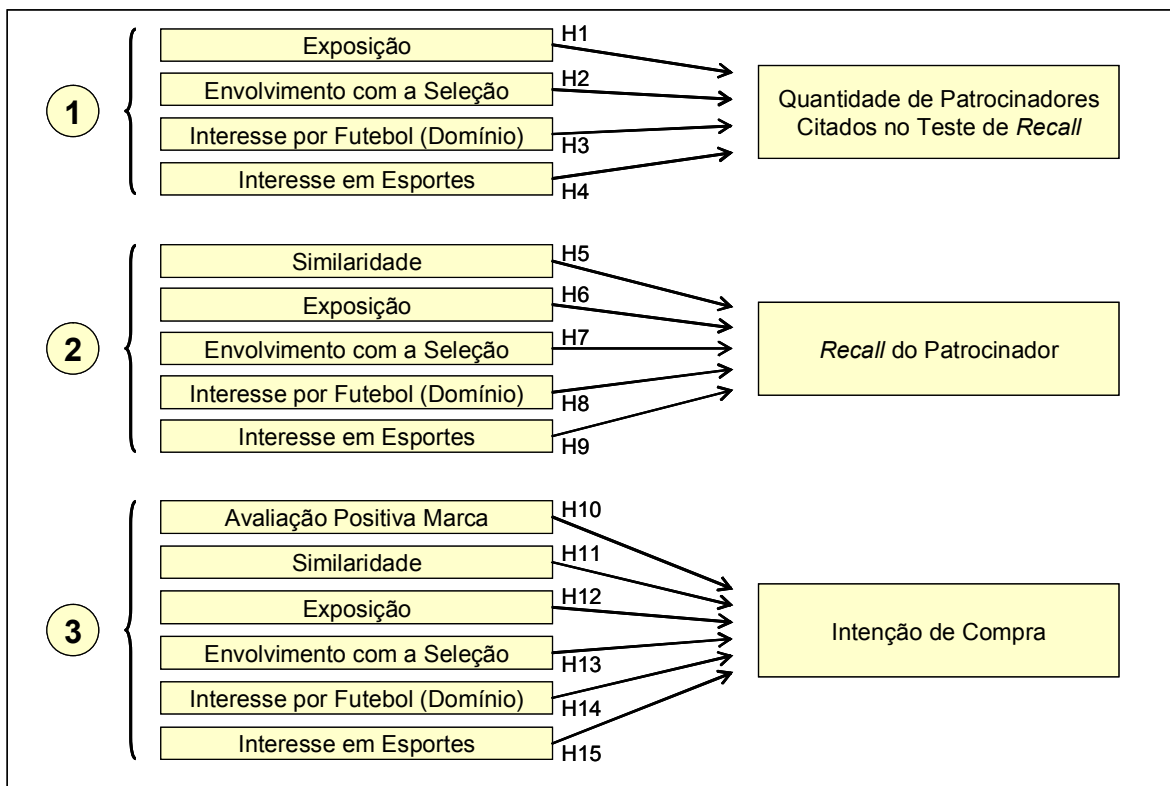 1
Exposição
H1
Envolvimento com a Seleção
H2
Interesse por Futebol (Domínio)
H3
Interesse em Esportes
H4
Quantidade de Patrocinadores
Citados no Teste de Recall
2
Similaridade
H5
Exposição
H6
Envolvimento com a Seleção
H7
Interesse por Futebol (Domínio)
H8
Interesse em Esportes
H9
Recall do Patrocinador
3
Avaliação Positiva Marca
H10
Similaridade
H11
Exposição
H12
Envolvimento com a Seleção
H13
Interesse por Futebol (Domínio)
H14
Interesse em Esportes
H15
Intenção de Compra